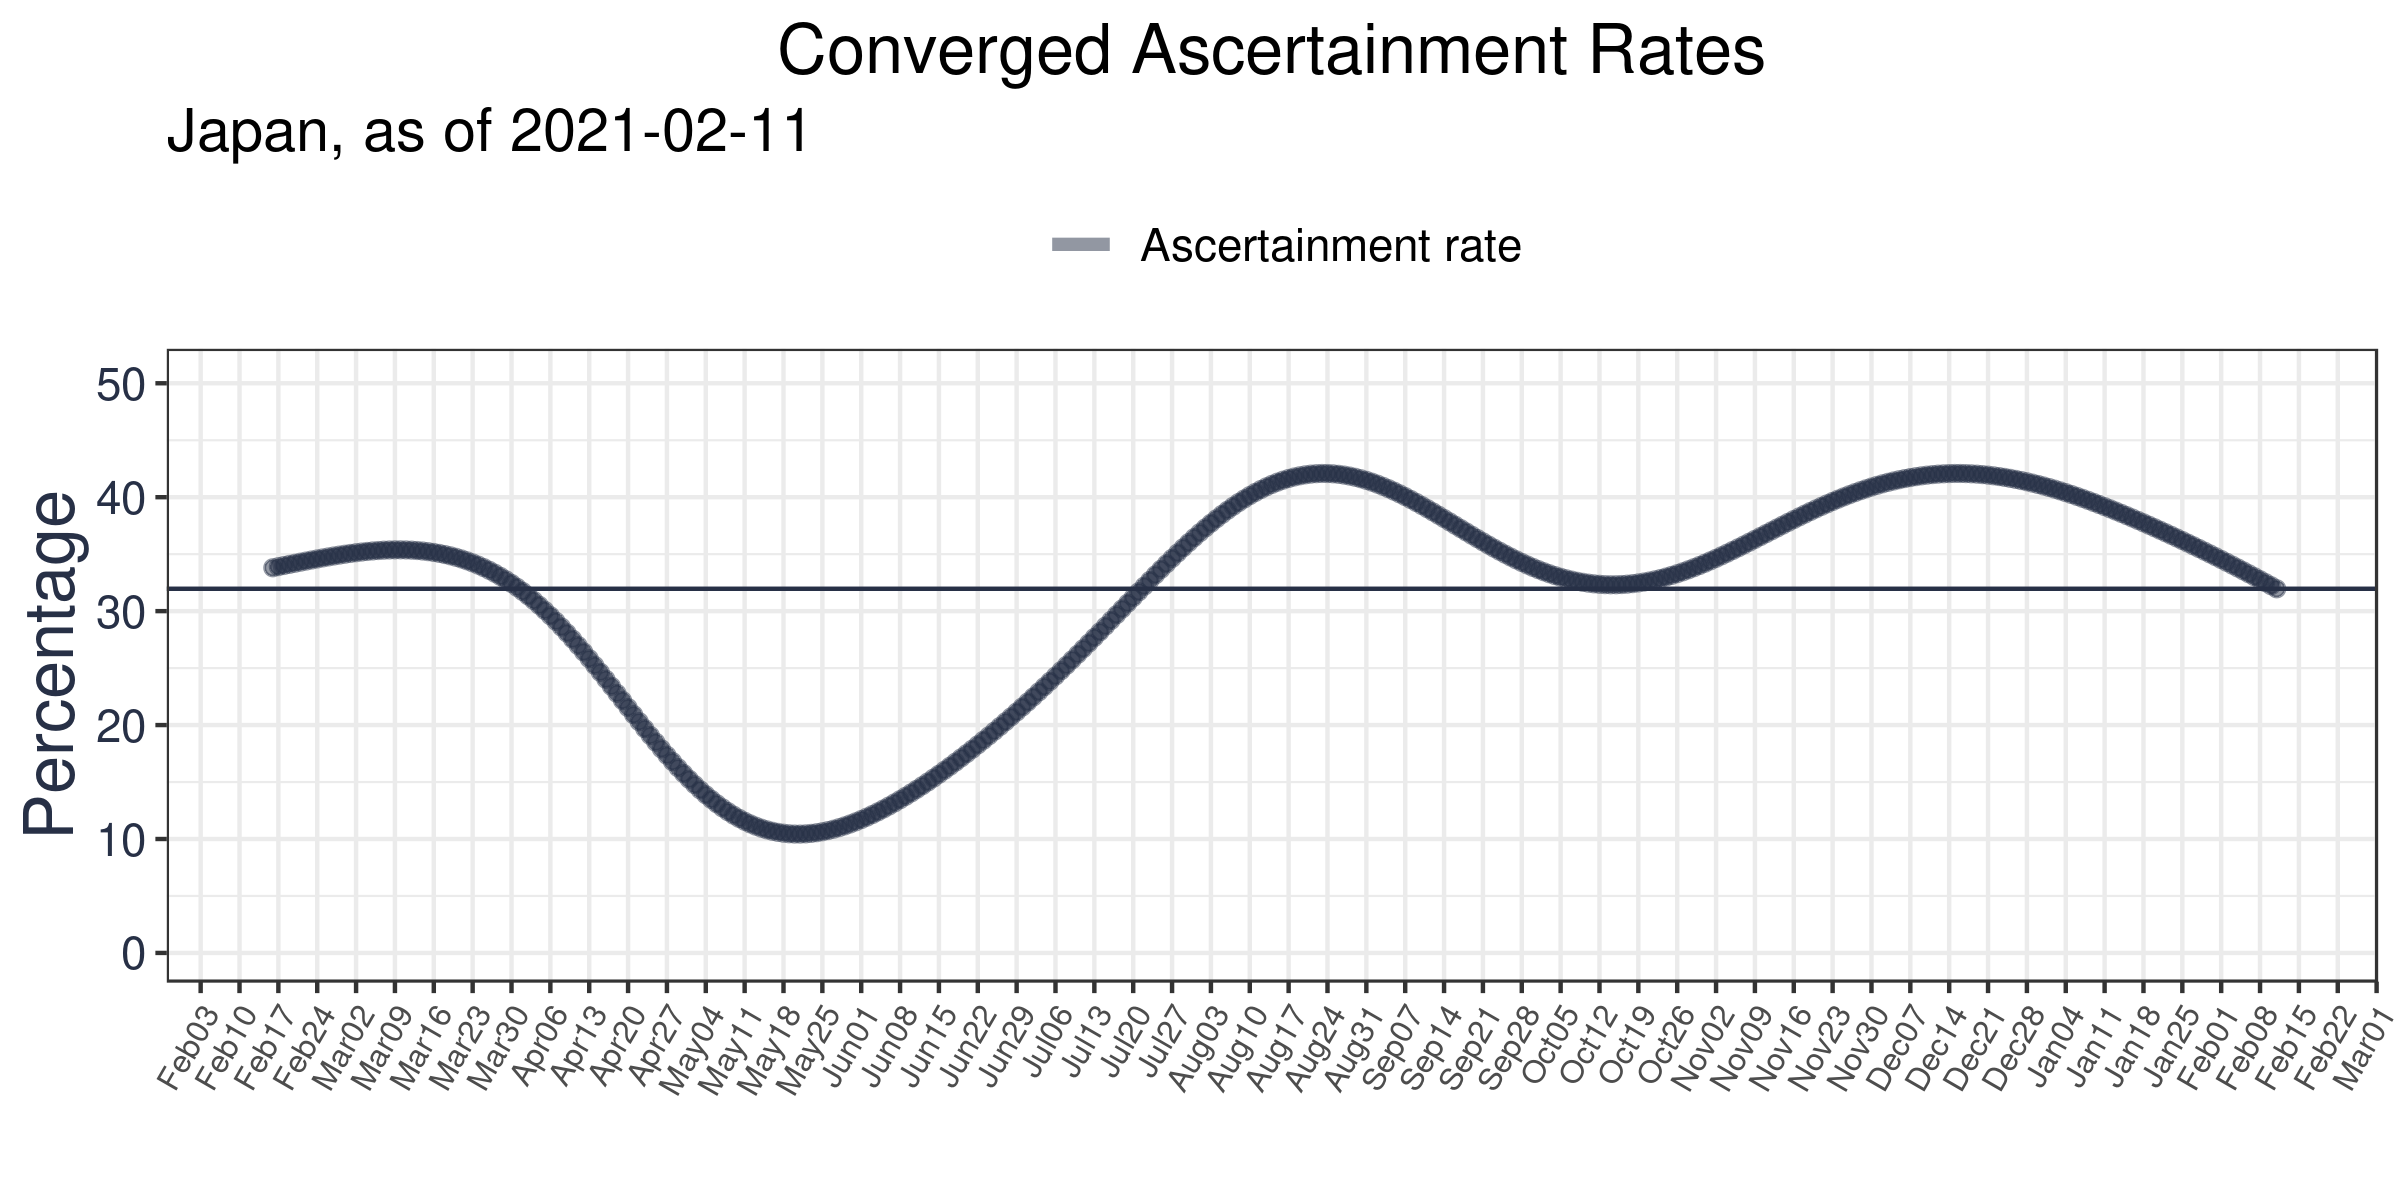 Converged Ascertainment Rates
Japan, as of 2021-02-11
Ascertainment rate
Percentage
50
40
30
20
10
0
Feb03
Feb10
Feb17
Feb24
Mar02
Mar09
Mar16
Mar23
Mar30
Apr06
Apr13
Apr20
Apr27
May04
May11
May18
May25
Jun01
Jun08
Jun15
Jun22
Jun29
Jul06
Jul13
Jul20
Jul27
Aug03
Aug10
Aug17
Aug24
Aug31
Sep07
Sep14
Sep21
Sep28
Oct05
Oct12
Oct19
Oct26
Nov02
Nov09
Nov16
Nov23
Nov30
Dec07
Dec14
Dec21
Dec28
Jan04
Jan11
Jan18
Jan25
Feb01
Feb08
Feb15
Feb22
Mar01